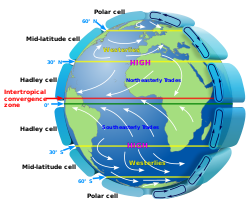 Polar cell
60° N
Mid-latitude cell
Westerlies
30° N
HIGH
Hadley cell
Northeasterly Trades
Intertropical
convergence
zone
0°
Southeasterly Trades
Hadley cell
HIGH
30° S
Westerlies
Mid-latitude cell
60° S
Polar cell